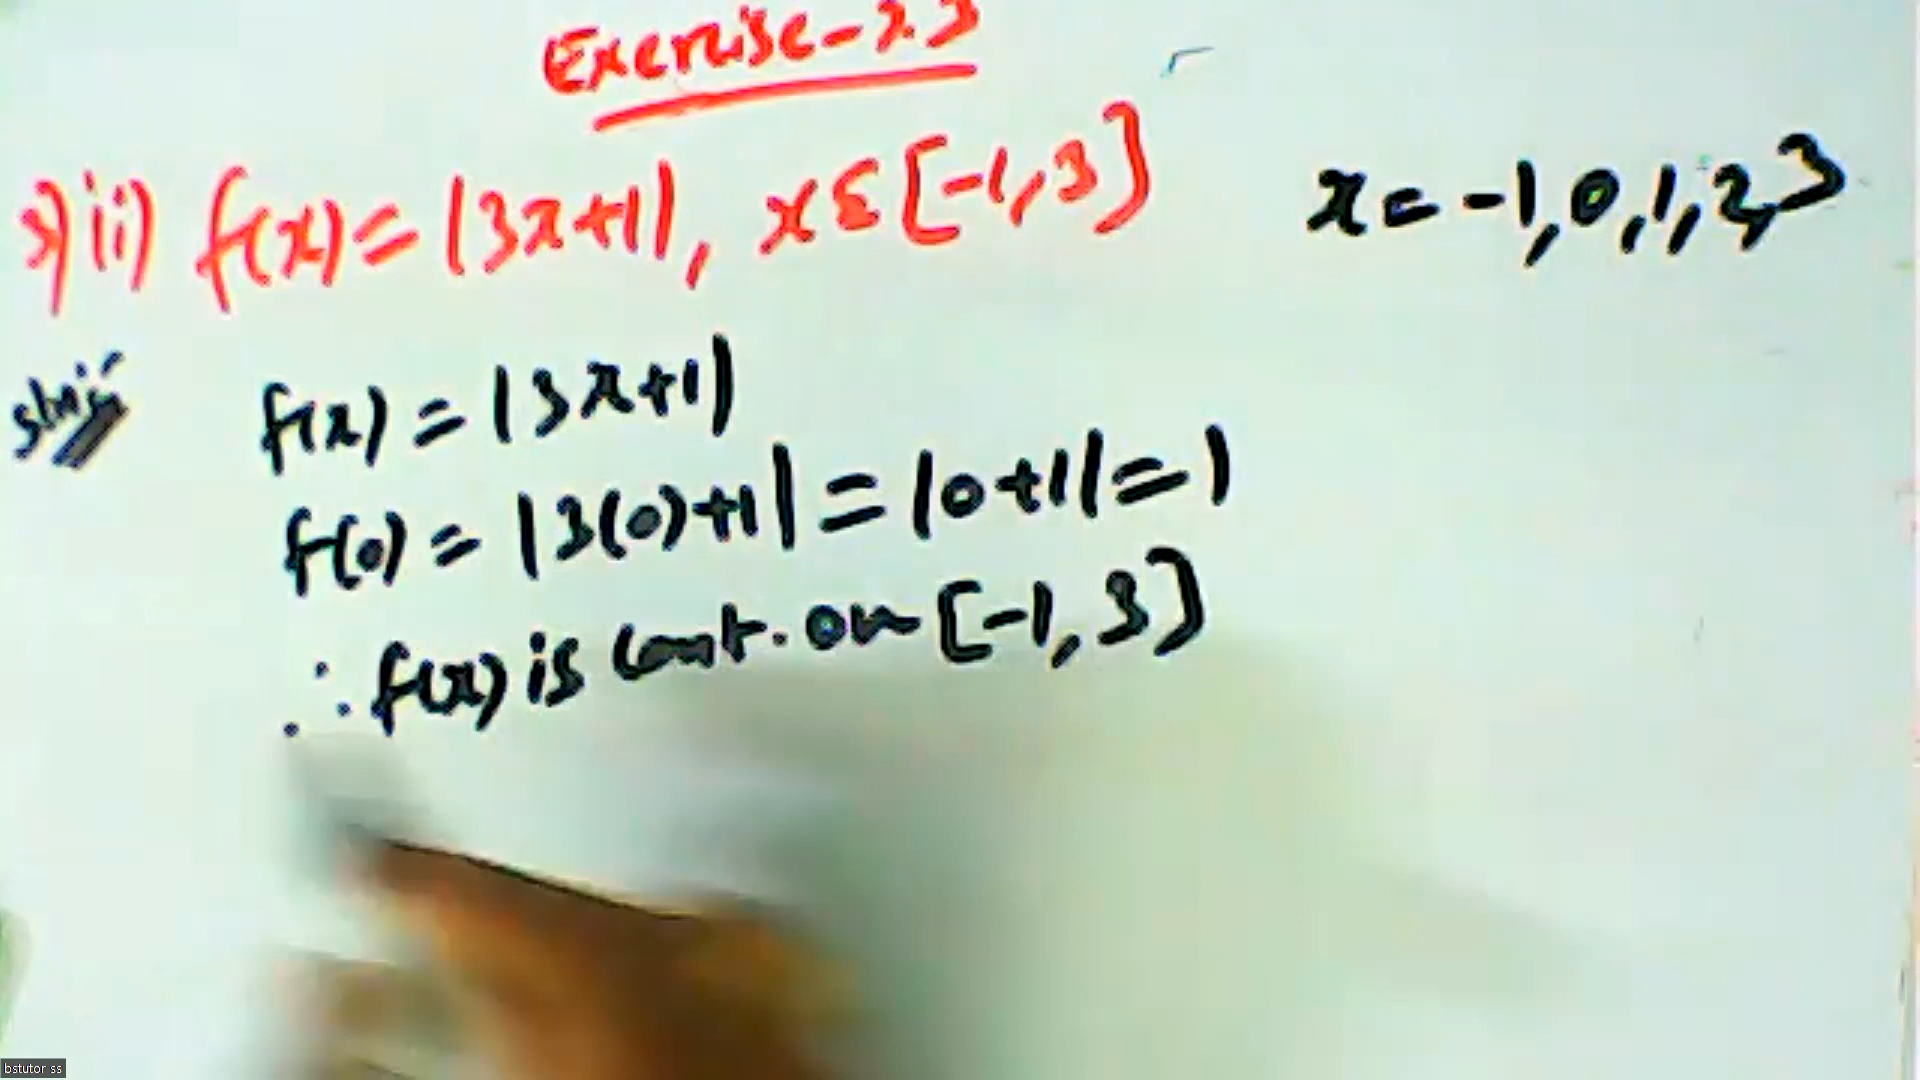 Exercise-7.3
ii) f(x) = |3x+1|, x ε [-1,3]
x = -1,0,1,2,3
f(x) = |3x+1|
f(0) = |3(0)+1| = |0+1| = 1
∴ f(x) is cont. on [-1,3]
bstutor ss